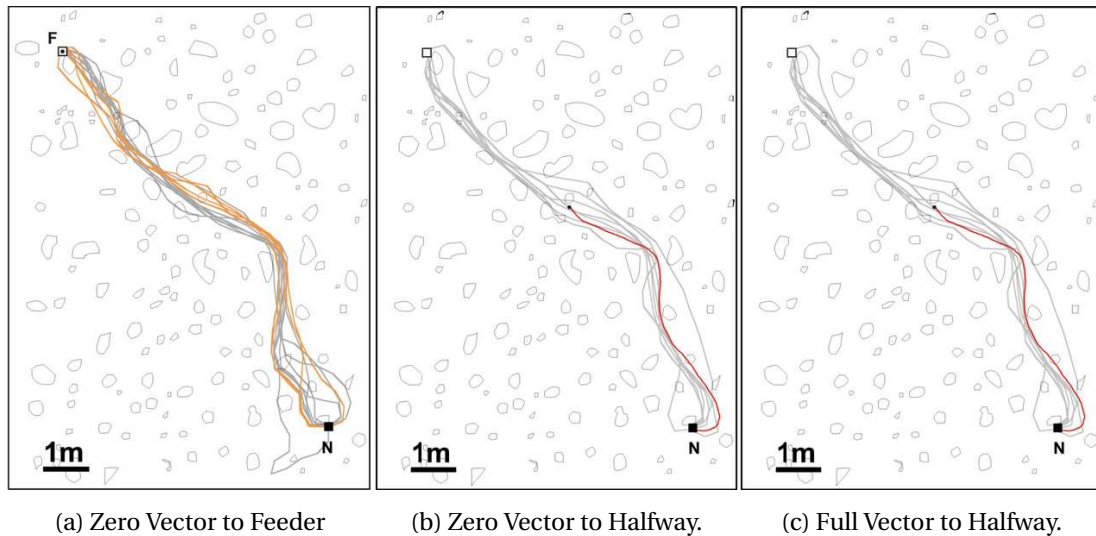 F
1m
N
1m
N
1m
N
(a) Zero Vector to Feeder
(b) Zero Vector to Halfway.
(c) Full Vector to Halfway.